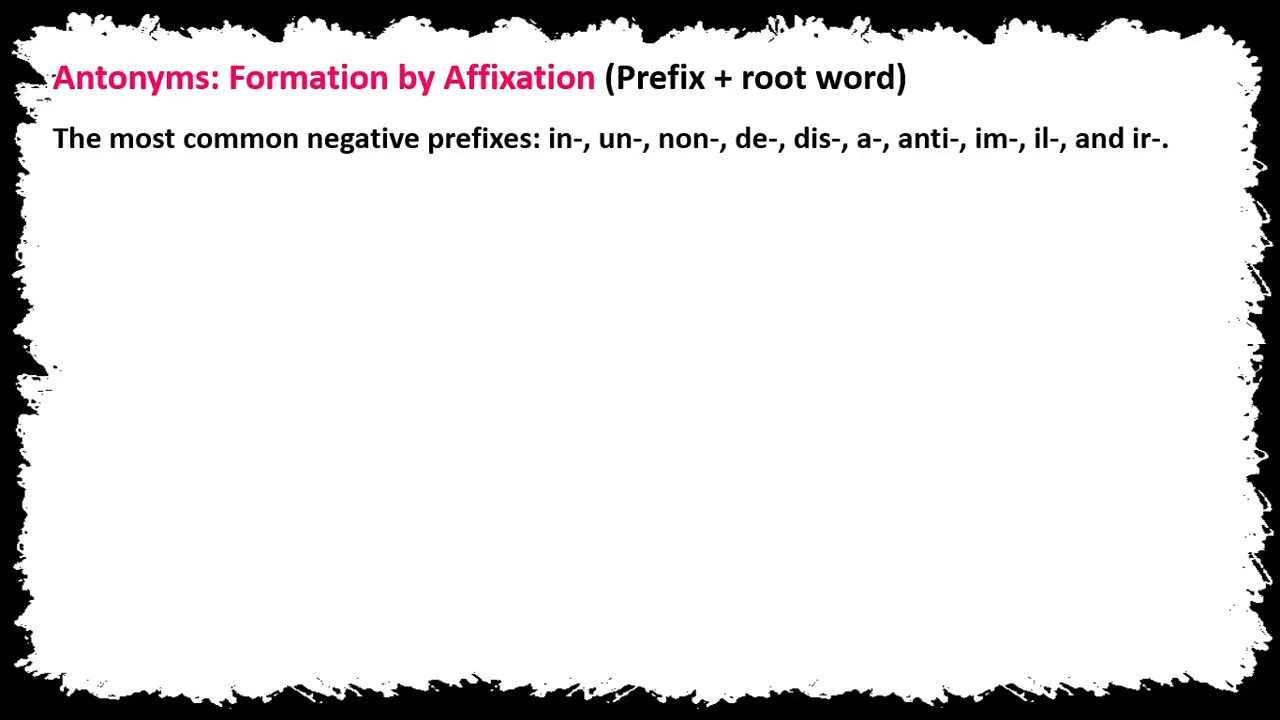 Antonyms: Formation by Affixation (Prefix + root word)
The most common negative prefixes: in-, un-, non-, de-, dis-, a-, anti-, im-, il-, and ir-.